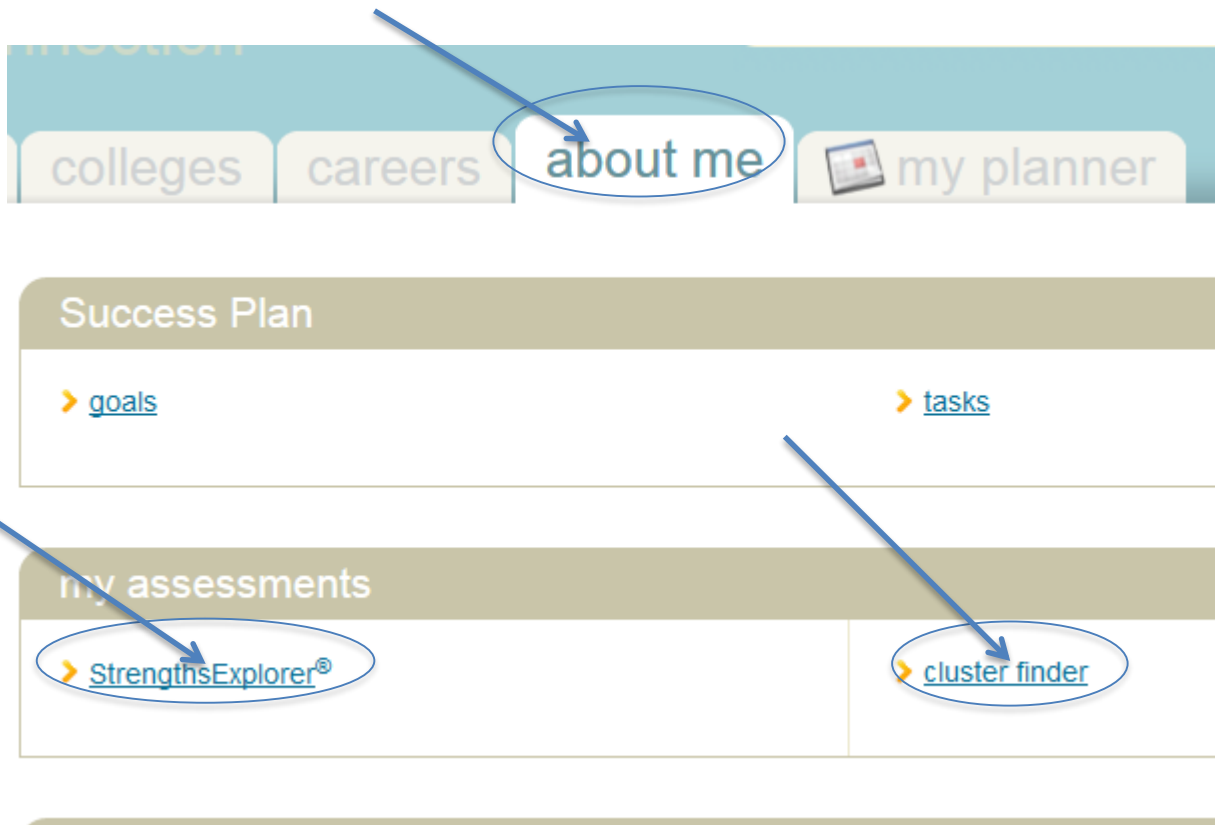 colleges careers about me my planner
Success Plan
goals tasks
my assessments
StrengthsExplorer® cluster finder